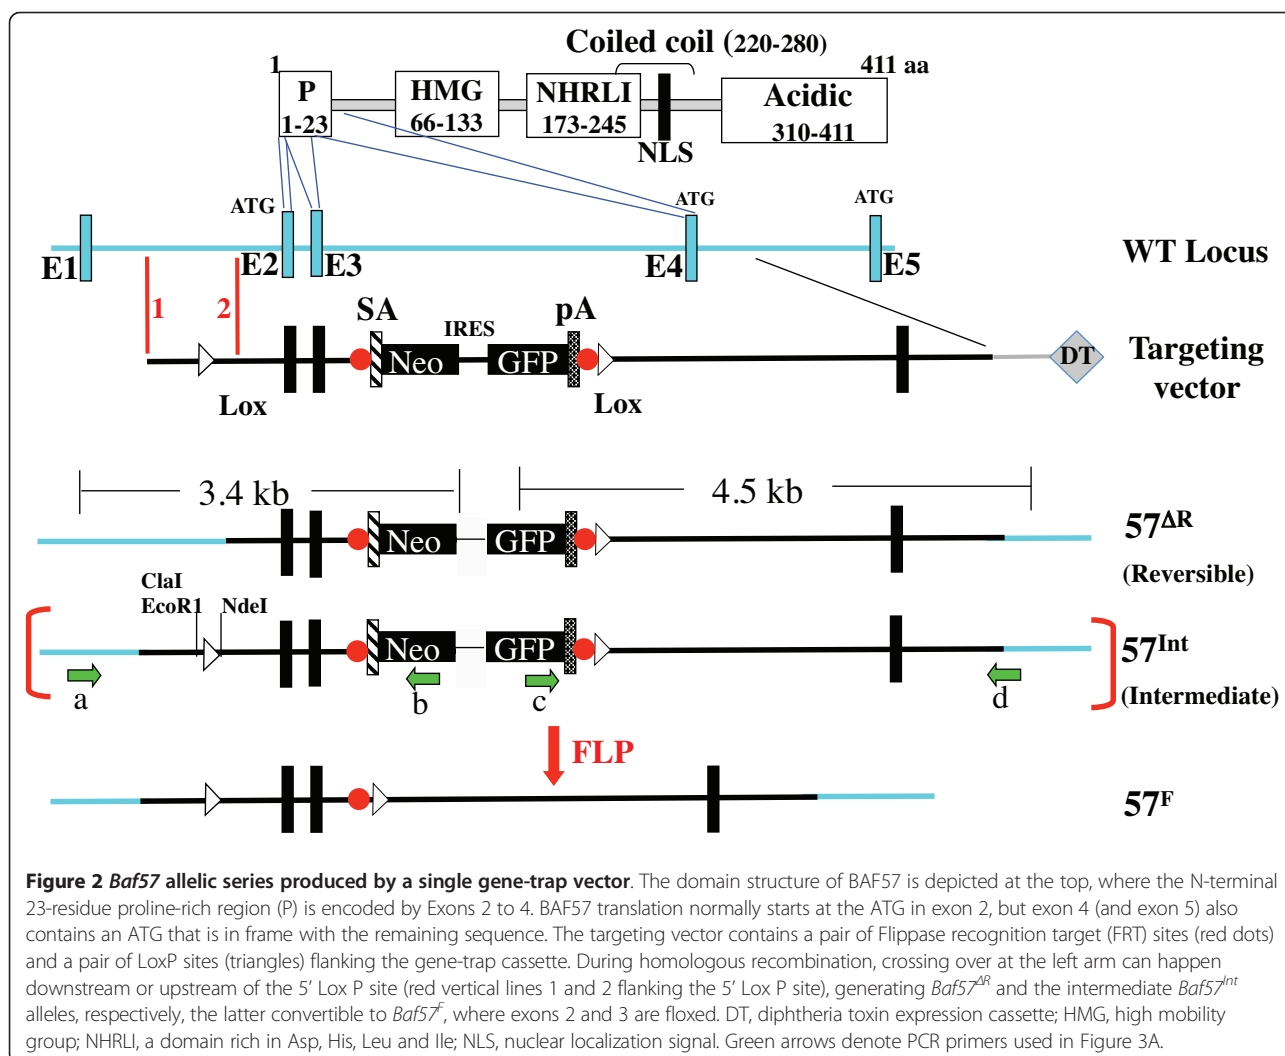 Coiled coil (220-280)
1
411 aa
P
1-23
HMG
66-133
NHRLI
173-245
NLS
Acidic
310-411
ATG
ATG
ATG
E1
E2
E3
E4
E5
WT Locus
1
2
SA
IRES
pA
Neo
GFP
DT
Lox
Lox
Targeting
vector
3.4 kb
4.5 kb
Neo
GFP
57ΔR
(Reversible)
ClaI
EcoR1
NdeI
Neo
GFP
57Int
(Intermediate)
a
b
c
d
FLP
57F
Figure 2 Baf57 allelic series produced by a single gene-trap vector. The domain structure of BAF57 is depicted at the top, where the N-terminal
23-residue proline-rich region (P) is encoded by Exons 2 to 4. BAF57 translation normally starts at the ATG in exon 2, but exon 4 (and exon 5) also
contains an ATG that is in frame with the remaining sequence. The targeting vector contains a pair of Flippase recognition target (FRT) sites (red dots)
and a pair of LoxP sites (triangles) flanking the gene-trap cassette. During homologous recombination, crossing over at the left arm can happen
downstream or upstream of the 5' Lox P site (red vertical lines 1 and 2 flanking the 5' Lox P site), generating Baf57ΔR and the intermediate Baf57Int
alleles, respectively, the latter convertible to Baf57F, where exons 2 and 3 are floxed. DT, diphtheria toxin expression cassette; HMG, high mobility
group; NHRLI, a domain rich in Asp, His, Leu and Ile; NLS, nuclear localization signal. Green arrows denote PCR primers used in Figure 3A.